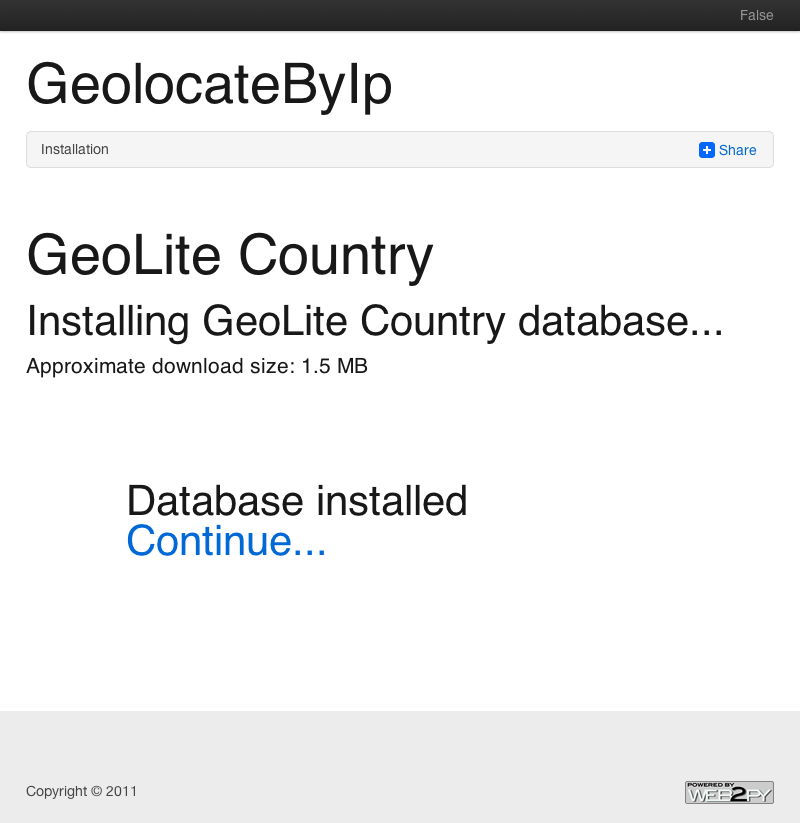 False
GeolocateByIp
Installation
Share
GeoLite Country
Installing GeoLite Country database...
Approximate download size: 1.5 MB
Database installed
Continue...
Copyright © 2011
POWERED BY
WEB2PY